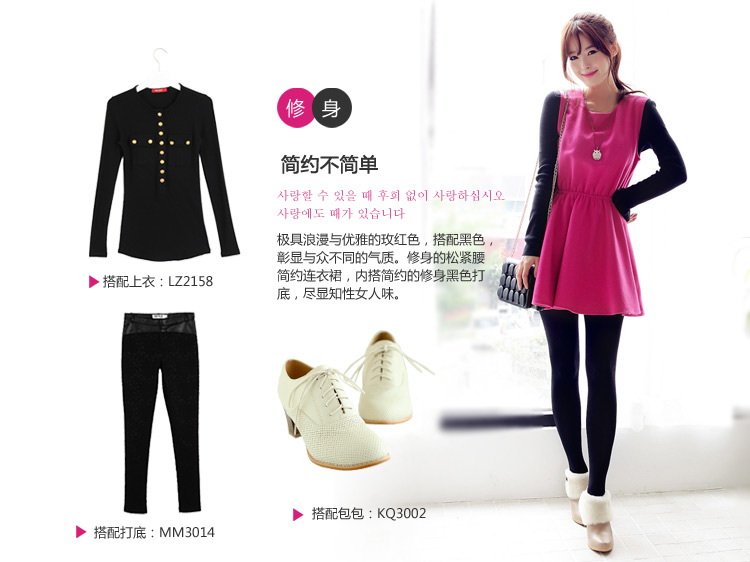 修 身
简约不简单
사랑할 수 있을 때 후회 없이 사랑하십시오
사랑에도 때가 있습니다
极具浪漫与优雅的玫红色，搭配黑色，
彰显与众不同的气质。修身的松紧腰
简约连衣裙，内搭简约的修身黑色打
底，尽显知性女人味。
搭配上衣：LZ2158
搭配打底：MM3014
搭配包包：KQ3002